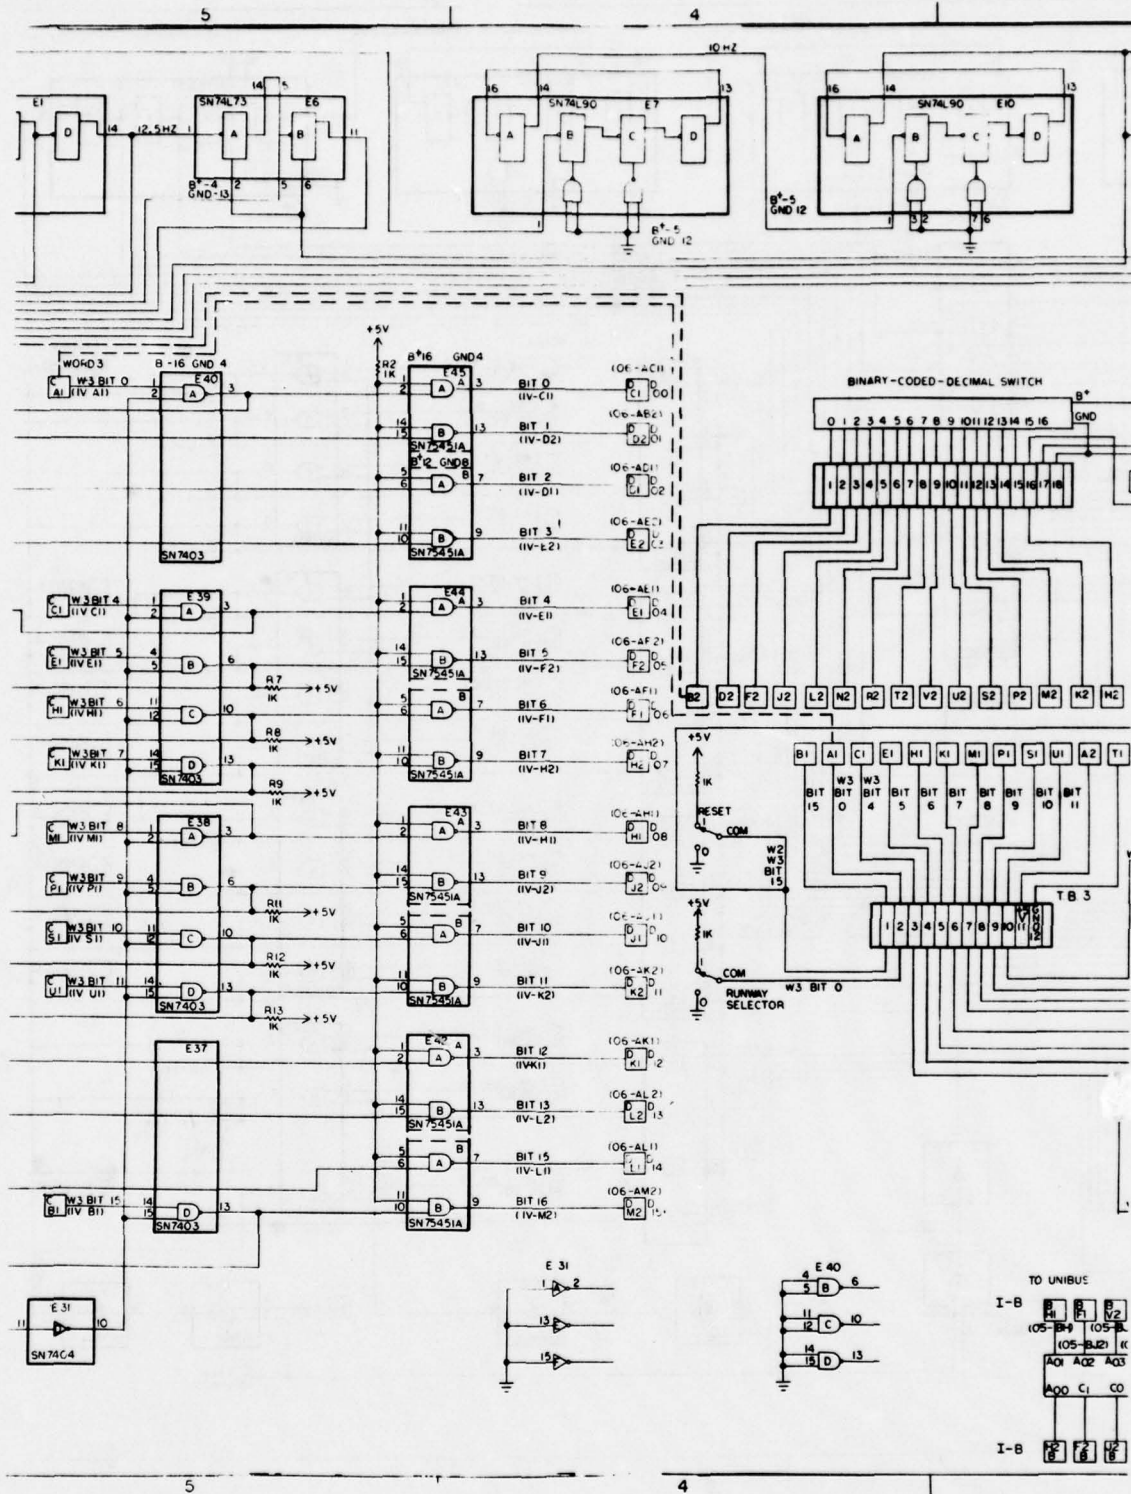 5 4
10 HZ
E1
D
14
12.5HZ
SN74L73 E6
14 5
1 A B 11
B+-4 2 5 6
GND-13
16 14 13
SN74L90 E7
A B C D
1
B+-5
GND 12
16 14 13
SN74L90 E10
A B C D
B+-5
GND 12
1 3 2 7 6
+5V
R2
1K
WORD 3
B-16 GND 4
B+16 GND4
C A1
W3 BIT 0
(IV A1)
1 2
E40
A
3
SN7403
1 2 E45 A A 3
BIT 0
(IV-C1)
(06-AC1)
D C1 D 00
14 15 B 13
SN75451A
BIT 1
(IV-D2)
(06-AB2)
D D2 D 01
B+12 GND8
5 6 A B 7
BIT 2
(IV-D1)
(06-AD1)
D D1 D 02
11 10 B 9
SN75451A
BIT 3
(IV-E2)
D E2 D
BINARY-CODED-DECIMAL SWITCH
B+
GND
0 1 2 3 4 5 6 7 8 9 10 11 12 13 14 15 16
1 2 3 4 5 6 7 8 9 10 11 12 13 14 15 16 17 18
C C1
W3 BIT 4
(IV C1)
1 2
E39
A
3
C E1
W3 BIT 5
(IV E1)
4 5 B 6
R7
1K
+5V
C H1
W3 BIT 6
(IV H1)
11 12 C 10
R8
1K
+5V
C K1
W3 BIT 7
(IV K1)
14 15 D 13
SN7403
R9
1K
+5V
1 2 E44 A A 3
BIT 4
(IV-E1)
(06-AE1)
D E1 D 04
14 15 B 13
SN75451A
BIT 5
(IV-F2)
(06-AF2)
D F2 D 05
5 6 A B 7
BIT 6
(IV-F1)
(06-AF1)
D F1 D 06
11 10 B 9
SN75451A
BIT 7
(IV-H2)
(06-AH2)
D H2 D 07
B2 D2 F2 J2 L2 N2 R2 T2 V2 U2 S2 P2 M2 K2 H2
B1 A1 C1 E1 H1 K1 M1 P1 S1 U1 A2 T1
BIT 15
W3 BIT 0
W3 BIT 4
BIT 5
BIT 6
BIT 7
BIT 8
BIT 9
BIT 10
BIT 11
+5V
1K
RESET
1
COM
0
W2
W3
BIT
15
TB 3
1 2 3 4 5 6 7 8 9 10
+5V
1K
1
COM
0
RUNWAY
SELECTOR
W3 BIT 0
C M1
W3 BIT 8
(IV M1)
1 2
E38
A
3
C P1
W3 BIT 9
(IV P1)
4 5 B 6
R11
1K
+5V
C S1
W3 BIT 10
(IV S1)
11 12 C 10
R12
1K
+5V
C U1
W3 BIT 11
(IV U1)
14 15 D 13
SN7403
R13
1K
+5V
1 2 E43 A A 3
BIT 8
(IV-H1)
D H1 D 08
14 15 B 13
SN75451A
BIT 9
(IV-J2)
(06-AJ2)
D J2 D 09
5 6 A B 7
BIT 10
(IV-J1)
D J1 D 10
11 10 B 9
SN75451A
BIT 11
(IV-K2)
(06-AK2)
D K2 D 11
E37
C B1
W3 BIT 15
(IV B1)
14 15 D 13
SN7403
1 2 E42 A A 3
BIT 12
(IV-K1)
(06-AK1)
D K1 D 12
14 15 B 13
SN75451A
BIT 13
(IV-L2)
(06-AL2)
D L2 D 13
5 6 A B 7
BIT 15
(IV-L1)
(06-AL1)
D L1 D 14
11 10 B 9
SN75451A
BIT 16
(IV-M2)
(06-AM2)
D M2 D 15
E31
11 10
SN7404
E 31
1 A 2
13
15
E 40
4 5 B 6
11 12 C 10
14 15 D 13
TO UNIBUS
I-B
B H1 B F1 B V2
(05-BJ2)
A01 A02 A03
A00 C1 C0
I-B
H2 B F2 B J2 B
5 4